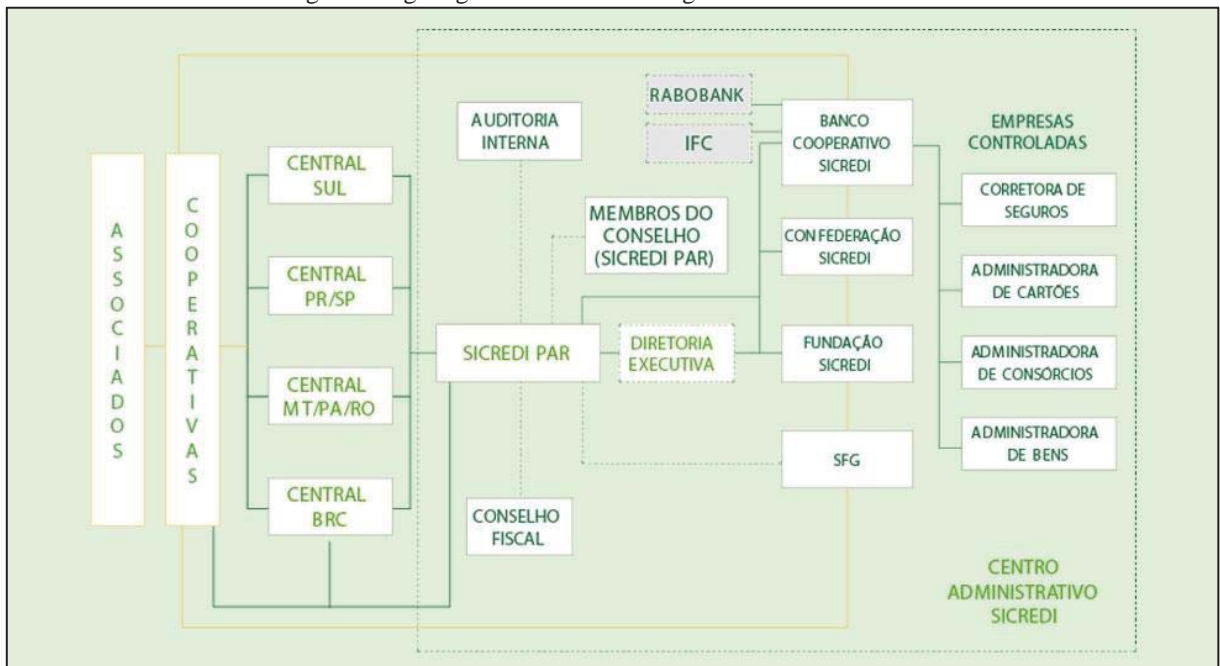 ASSOCIADOS
COOPERATIVAS
CENTRAL
SUL
CENTRAL
PR/SP
CENTRAL
MT/PA/RO
CENTRAL
BRC
AUDITORIA
INTERNA
MEMBROS DO
CONSELHO
(SICREDI PAR)
SICREDI PAR
DIRETORIA
EXECUTIVA
CONSELHO
FISCAL
RABOBANK
IFC
BANCO
COOPERATIVO
SICREDI
CONFEDERAÇÃO
SICREDI
FUNDAÇÃO
SICREDI
SFG
EMPRESAS
CONTROLADAS
CORRETORA DE
SEGUROS
ADMINISTRADORA
DE CARTÕES
ADMINISTRADORA
DE CONSÓRCIOS
ADMINISTRADORA
DE BENS
CENTRO
ADMINISTRATIVO
SICREDI